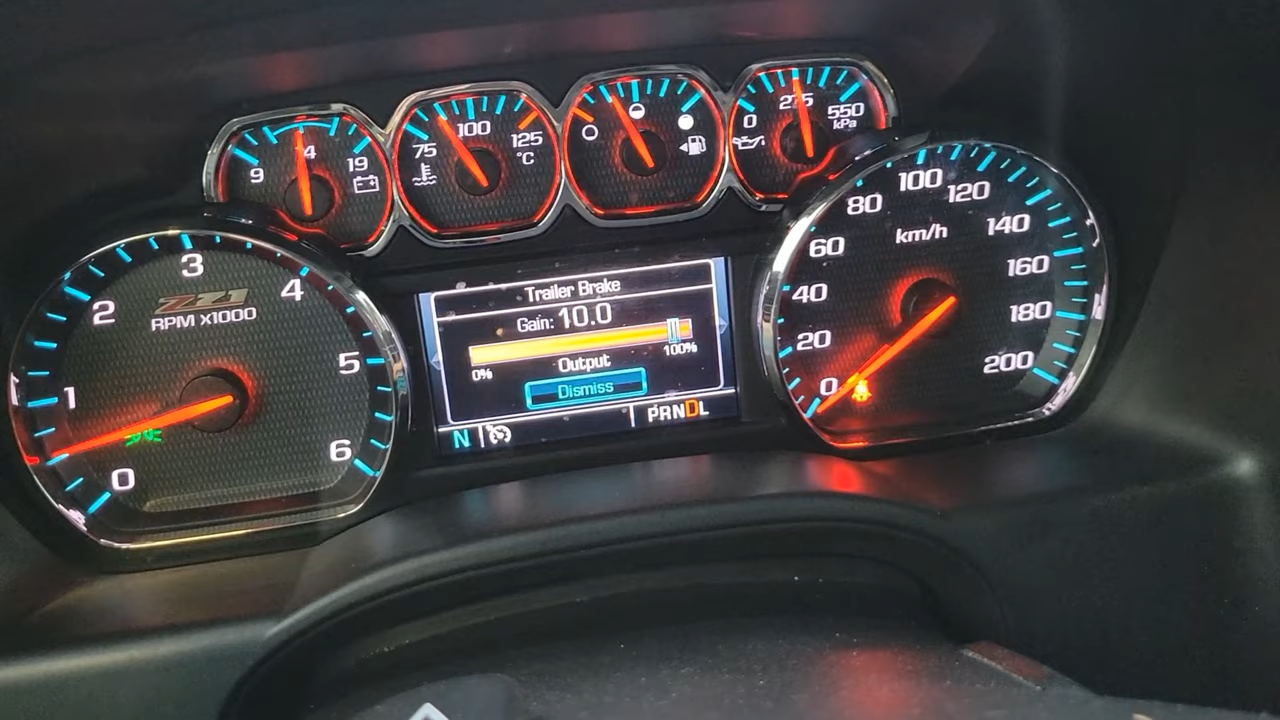 9
14
19
75
100
125
°C
0
275
550
kPa
0
1
2
3
4
5
6
Z71
RPM X1000
Trailer Brake
Gain: 10.0
0%
100%
Output
Dismiss
N
PRNDL
0
20
40
60
80
100
120
140
160
180
200
km/h